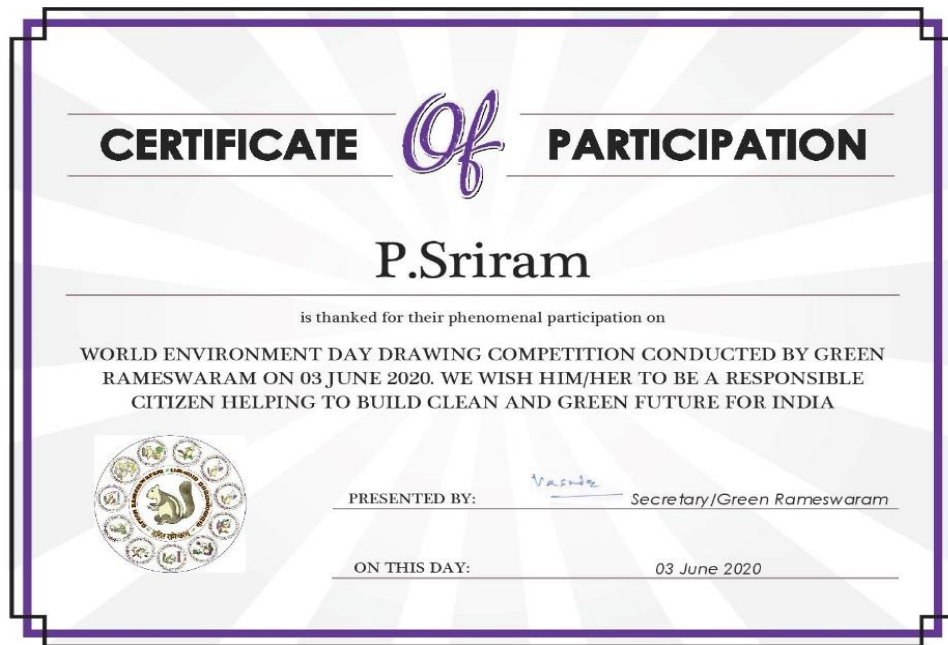 CERTIFICATE Of PARTICIPATION
P.Sriram
is thanked for their phenomenal participation on
WORLD ENVIRONMENT DAY DRAWING COMPETITION CONDUCTED BY GREEN
RAMESWARAM ON 03 JUNE 2020. WE WISH HIM/HER TO BE A RESPONSIBLE
CITIZEN HELPING TO BUILD CLEAN AND GREEN FUTURE FOR INDIA
PRESENTED BY: Secretary/Green Rameswaram
ON THIS DAY: 03 June 2020